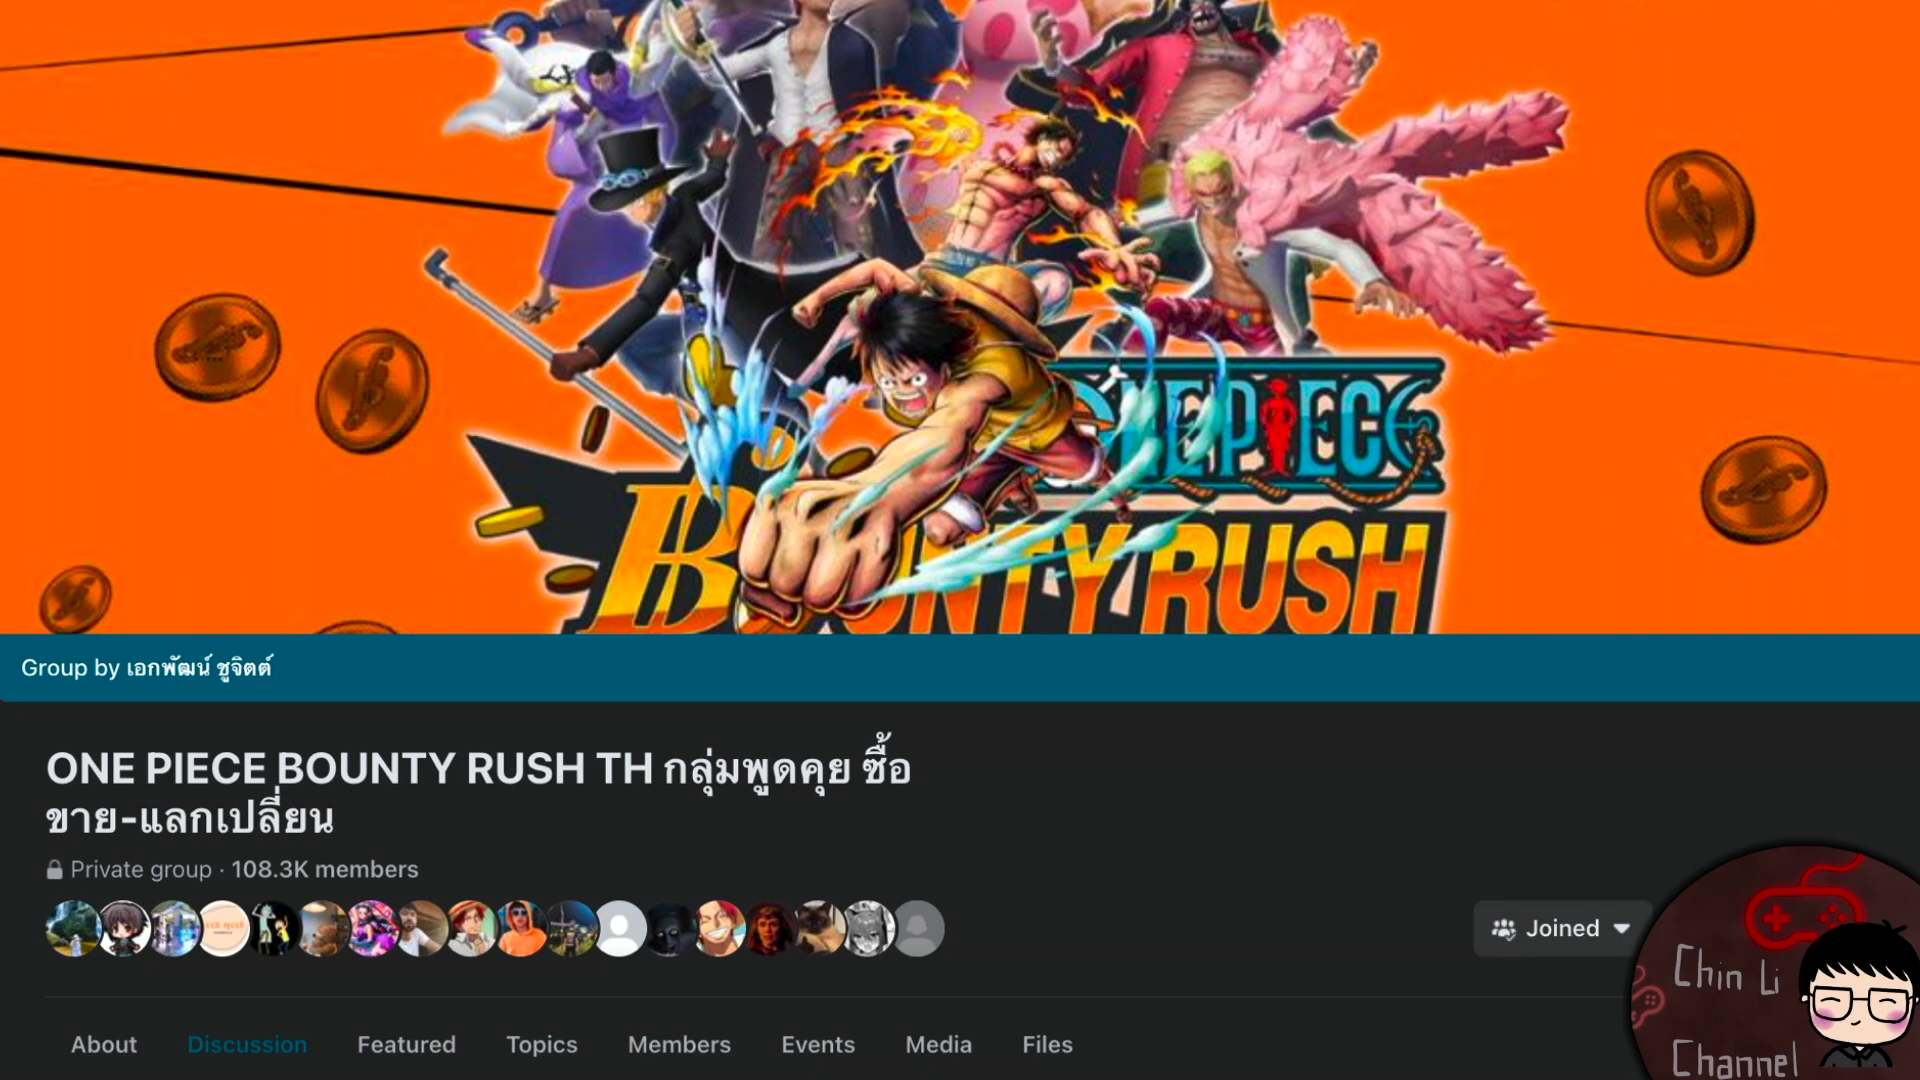 ONE PIECE
BOUNTY RUSH
Group by เอกพัฒน์ ชูจิตต์
ONE PIECE BOUNTY RUSH TH กลุ่มพูดคุย ซื้อ
ขาย-แลกเปลี่ยน
Private group · 108.3K members
Joined
About Discussion Featured Topics Members Events Media Files
Chin Li
Channel